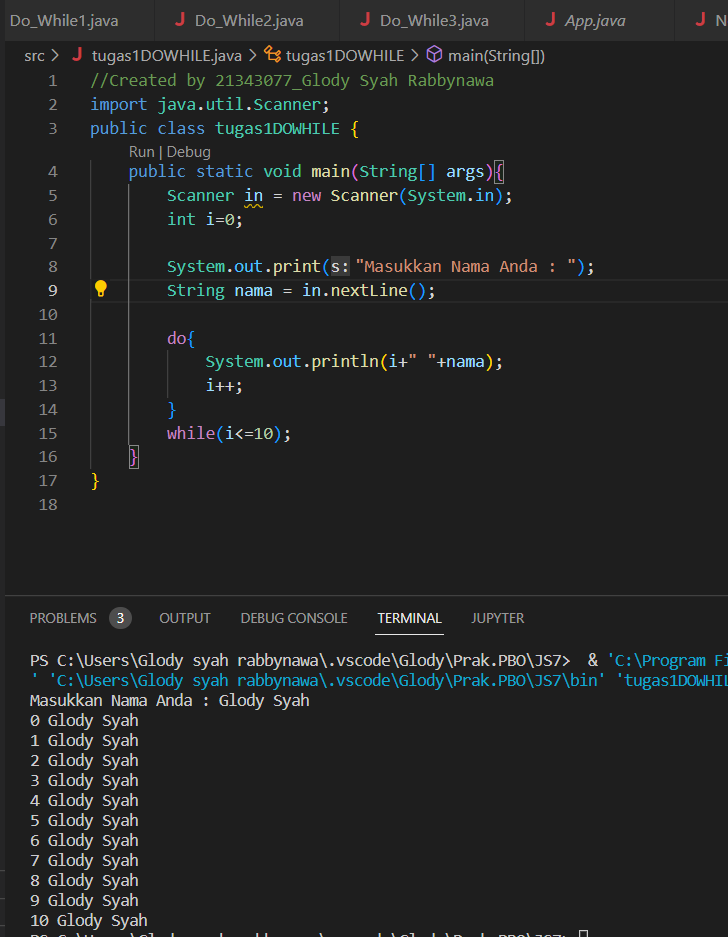 Do_While1.java J Do_While2.java J Do_While3.java J App.java J N
src > J tugas1DOWHILE.java > tugas1DOWHILE > main(String[])
1 //Created by 21343077_Glody Syah Rabbynawa
2 import java.util.Scanner;
3 public class tugas1DOWHILE {
Run | Debug
4 public static void main(String[] args){
5 Scanner in = new Scanner(System.in);
6 int i=0;
7
8 System.out.print(s:"Masukkan Nama Anda : ");
9 String nama = in.nextLine();
10
11 do{
12 System.out.println(i+" "+nama);
13 i++;
14 }
15 while(i<=10);
16 }
17 }
18
PROBLEMS 3 OUTPUT DEBUG CONSOLE TERMINAL JUPYTER
PS C:\Users\Glody syah rabbynawa\.vscode\Glody\Prak.PBO\JS7> & 'C:\Program Fi
' 'C:\Users\Glody syah rabbynawa\.vscode\Glody\Prak.PBO\JS7\bin' 'tugas1DOWHIL
Masukkan Nama Anda : Glody Syah
0 Glody Syah
1 Glody Syah
2 Glody Syah
3 Glody Syah
4 Glody Syah
5 Glody Syah
6 Glody Syah
7 Glody Syah
8 Glody Syah
9 Glody Syah
10 Glody Syah